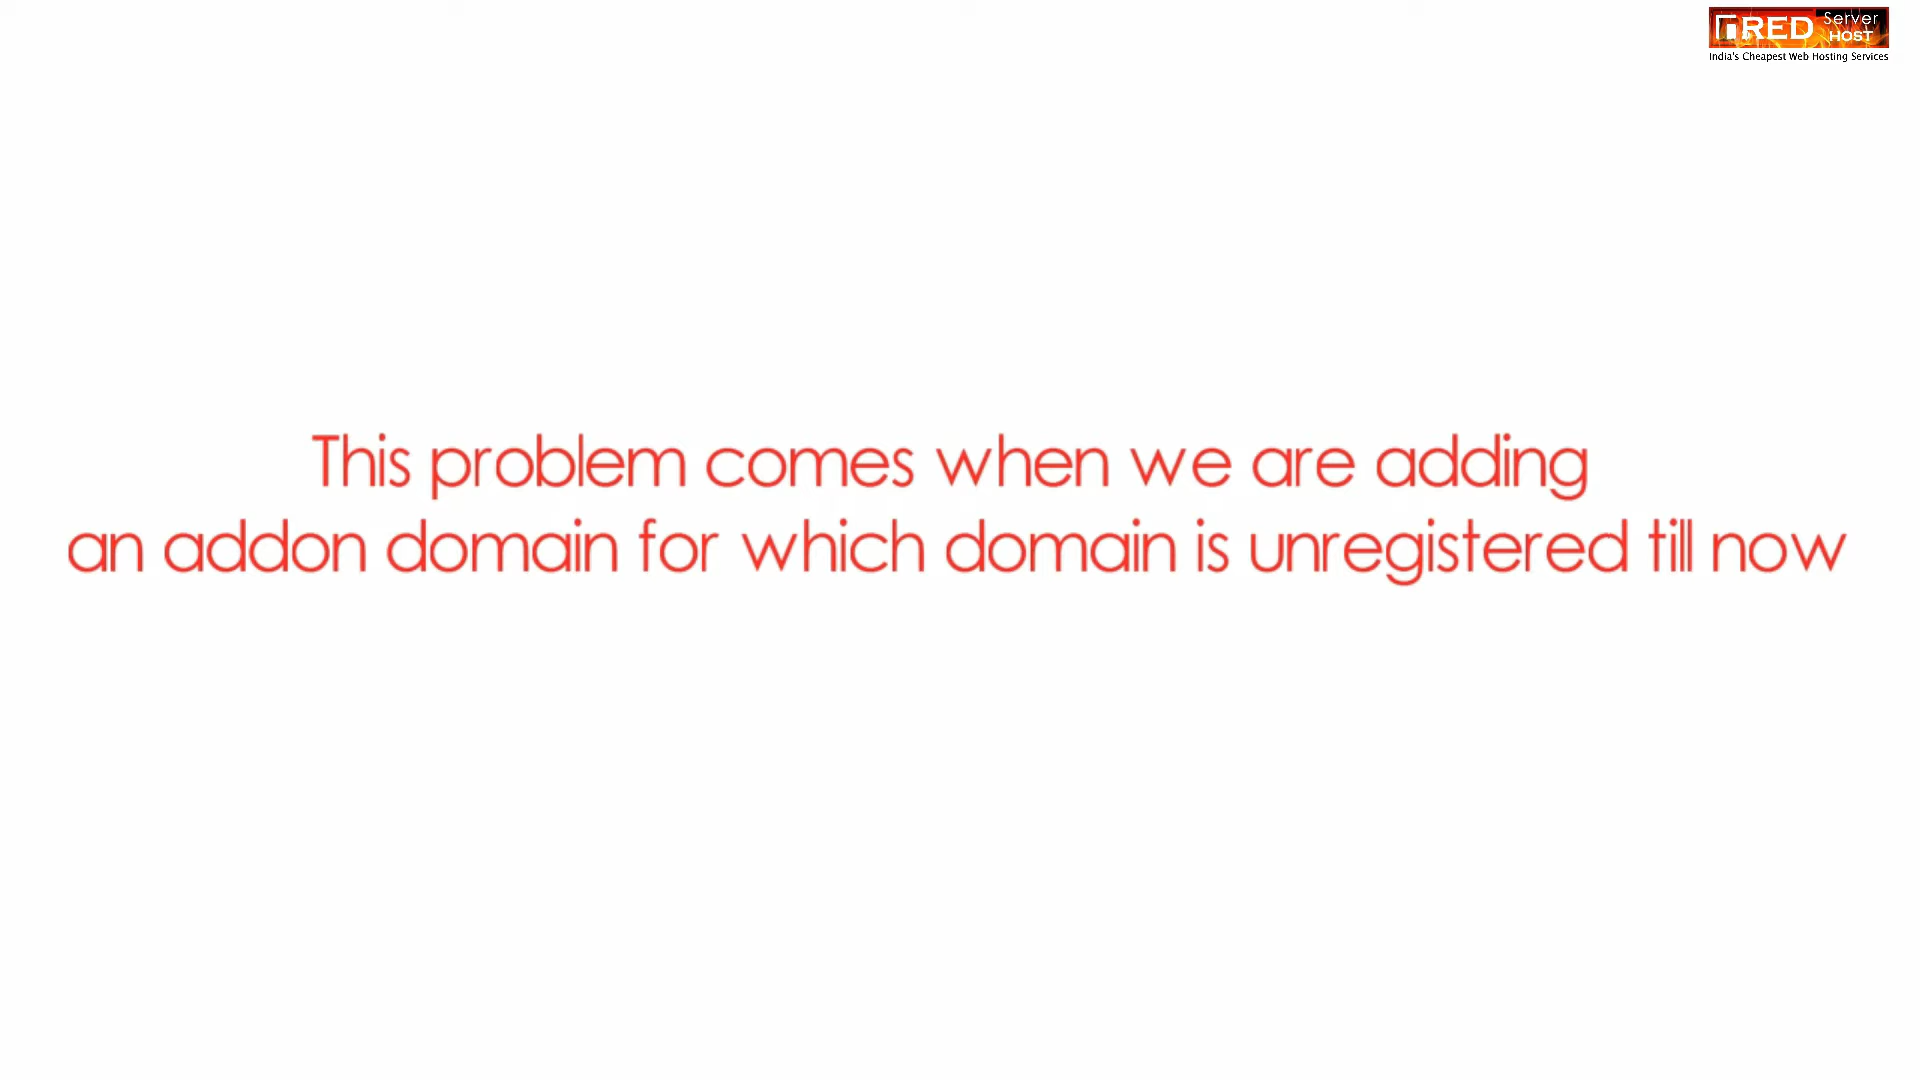 RED Server
HOST
India's Cheapest Web Hosting Services
This problem comes when we are adding
an addon domain for which domain is unregistered till now